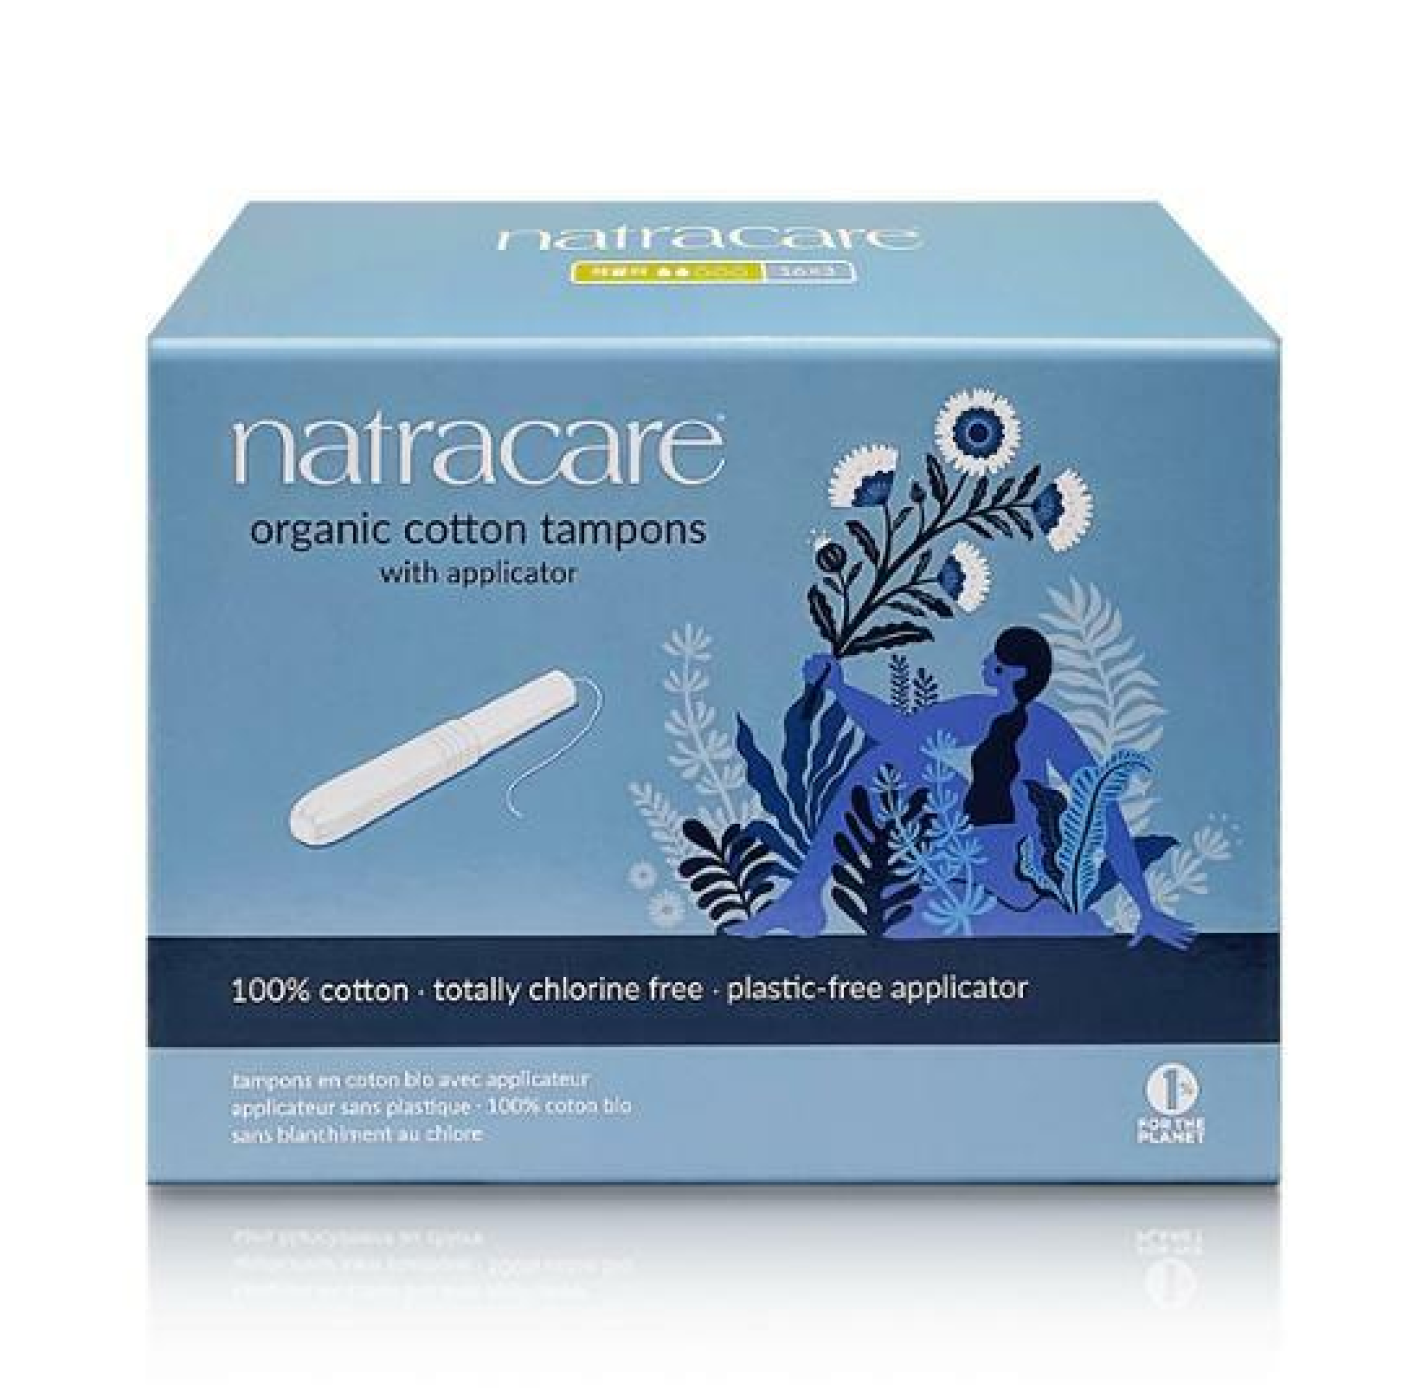 natracare
natracare
organic cotton tampons
with applicator
100% cotton · totally chlorine free · plastic-free applicator
tampons en coton bio avec applicateur
applicateur sans plastique · 100% coton bio
sans blanchiment au chlore
1%
FOR THE
PLANET